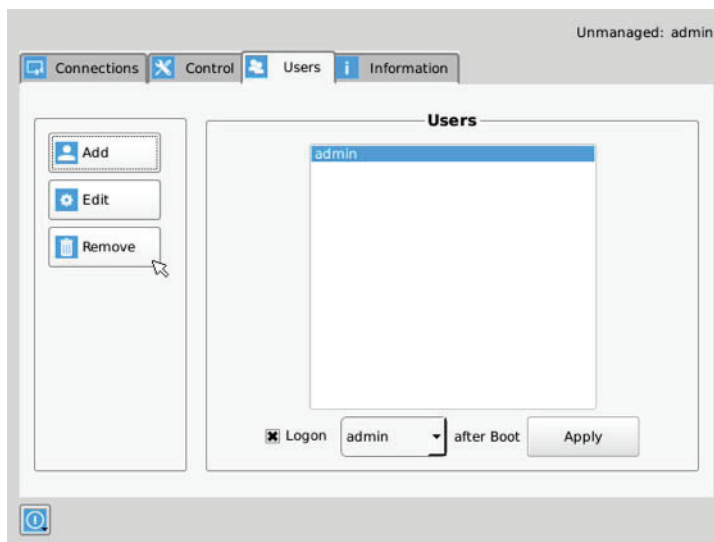 Unmanaged: admin
Connections Control Users i Information
Users
Add
admin
Edit
Remove
Logon admin after Boot Apply